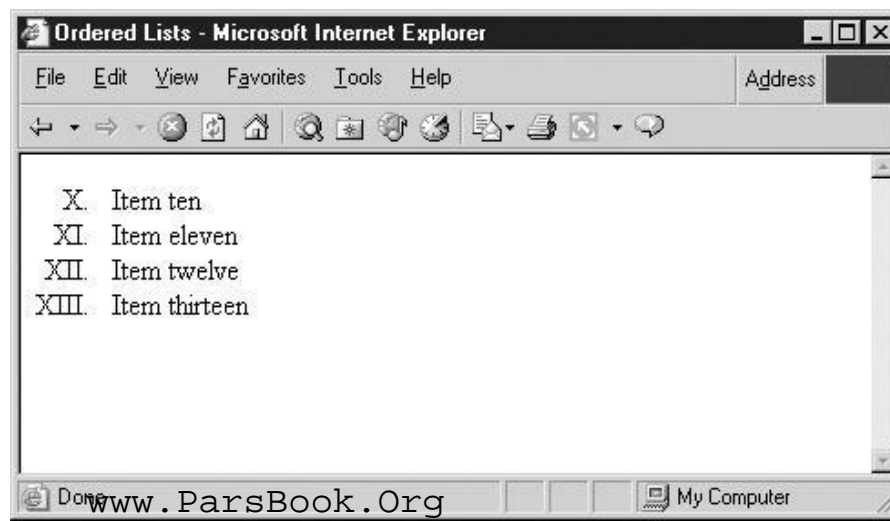 Ordered Lists - Microsoft Internet Explorer
File Edit View Favorites Tools Help Address
X. Item ten
XI. Item eleven
XII. Item twelve
XIII. Item thirteen
Done www.ParsBook.Org My Computer